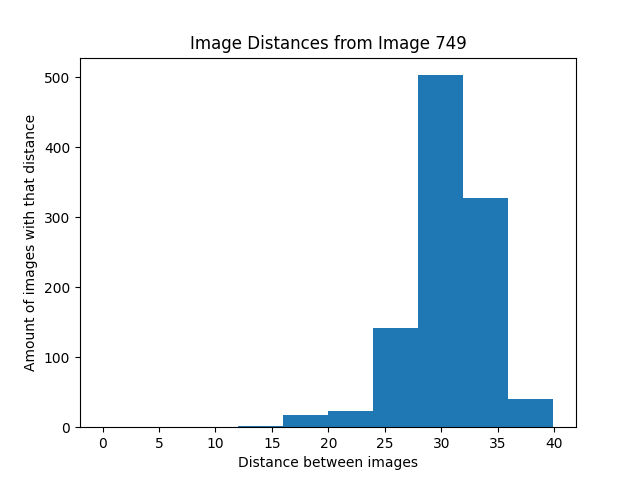 Image Distances from Image 749
Amount of images with that distance
500
400
300
200
100
0
0 5 10 15 20 25 30 35 40
Distance between images